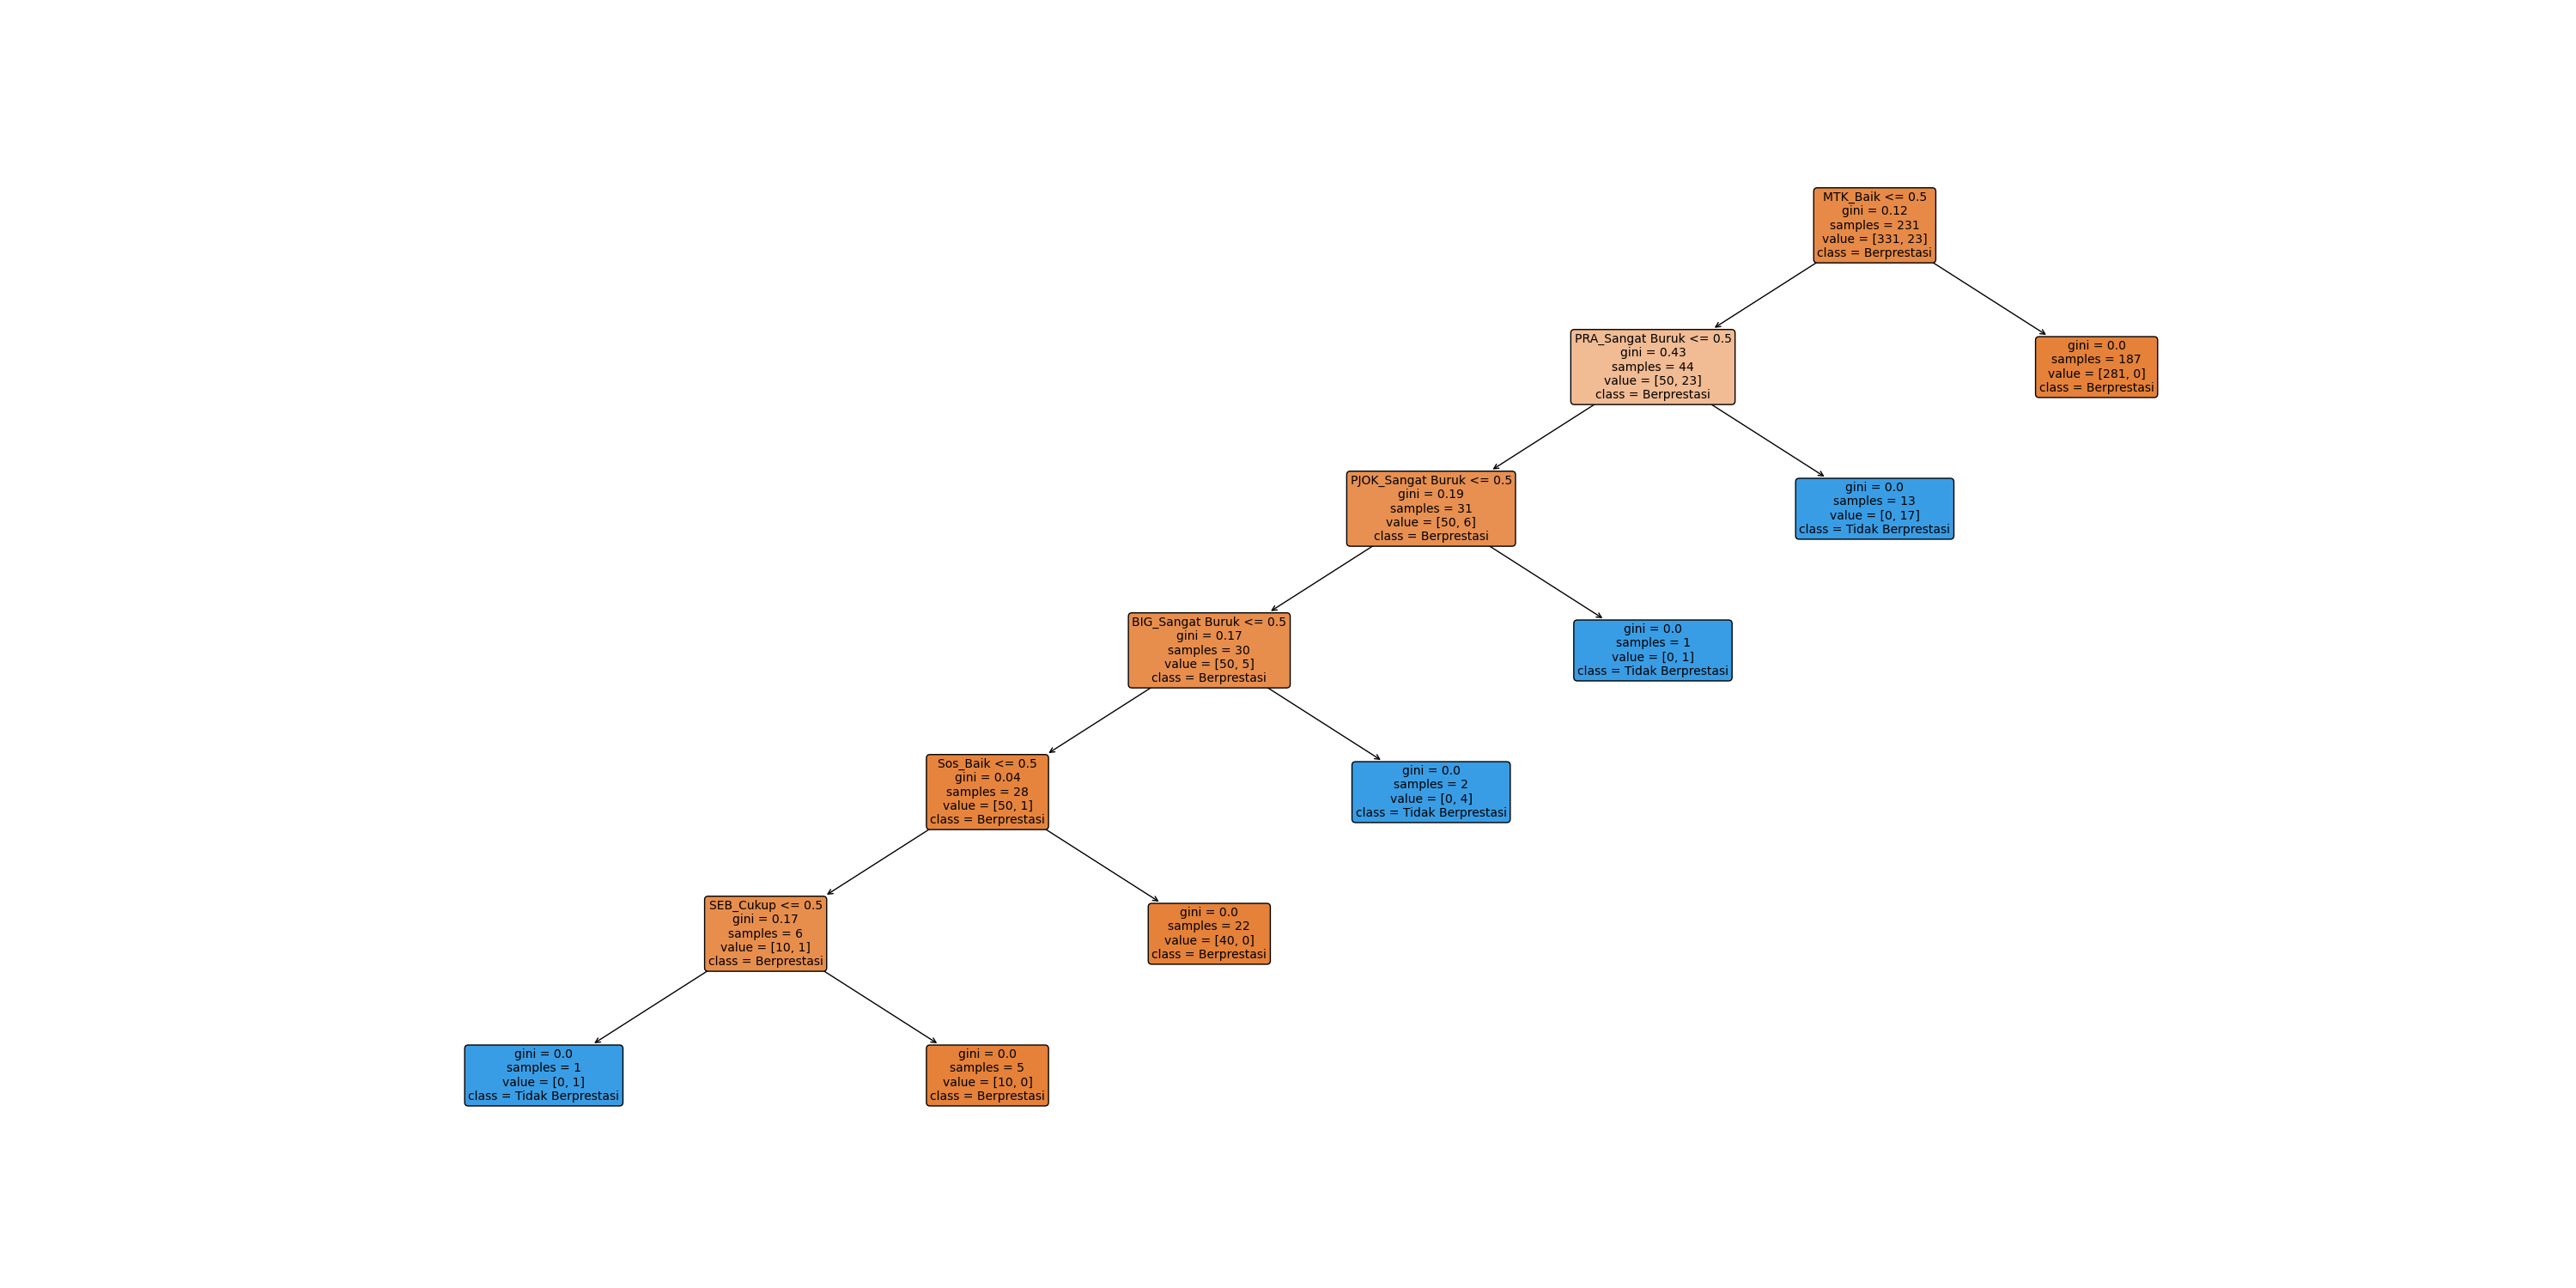 MTK_Baik <= 0.5
gini = 0.12
samples = 231
value = [331, 23]
class = Berprestasi
PRA_Sangat Buruk <= 0.5
gini = 0.43
samples = 44
value = [50, 23]
class = Berprestasi
gini = 0.0
samples = 187
value = [281, 0]
class = Berprestasi
PJOK_Sangat Buruk <= 0.5
gini = 0.19
samples = 31
value = [50, 6]
class = Berprestasi
gini = 0.0
samples = 13
value = [0, 17]
class = Tidak Berprestasi
BIG_Sangat Buruk <= 0.5
gini = 0.17
samples = 30
value = [50, 5]
class = Berprestasi
gini = 0.0
samples = 1
value = [0, 1]
class = Tidak Berprestasi
Sos_Baik <= 0.5
gini = 0.04
samples = 28
value = [50, 1]
class = Berprestasi
gini = 0.0
samples = 2
value = [0, 4]
class = Tidak Berprestasi
SEB_Cukup <= 0.5
gini = 0.17
samples = 6
value = [10, 1]
class = Berprestasi
gini = 0.0
samples = 22
value = [40, 0]
class = Berprestasi
gini = 0.0
samples = 1
value = [0, 1]
class = Tidak Berprestasi
gini = 0.0
samples = 5
value = [10, 0]
class = Berprestasi